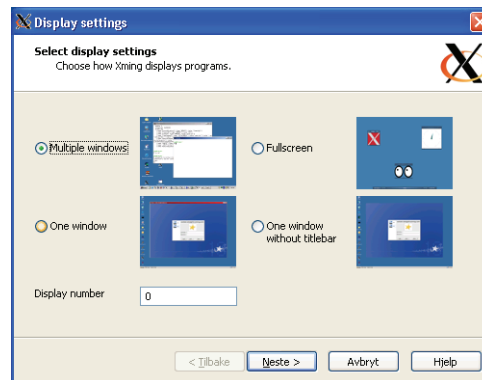 Display settings
Select display settings
Choose how Xming displays programs.
Multiple windows
Fullscreen
One window
One window
without titlebar
Display number
0
< Tilbake
Neste >
Avbryt
Hjelp